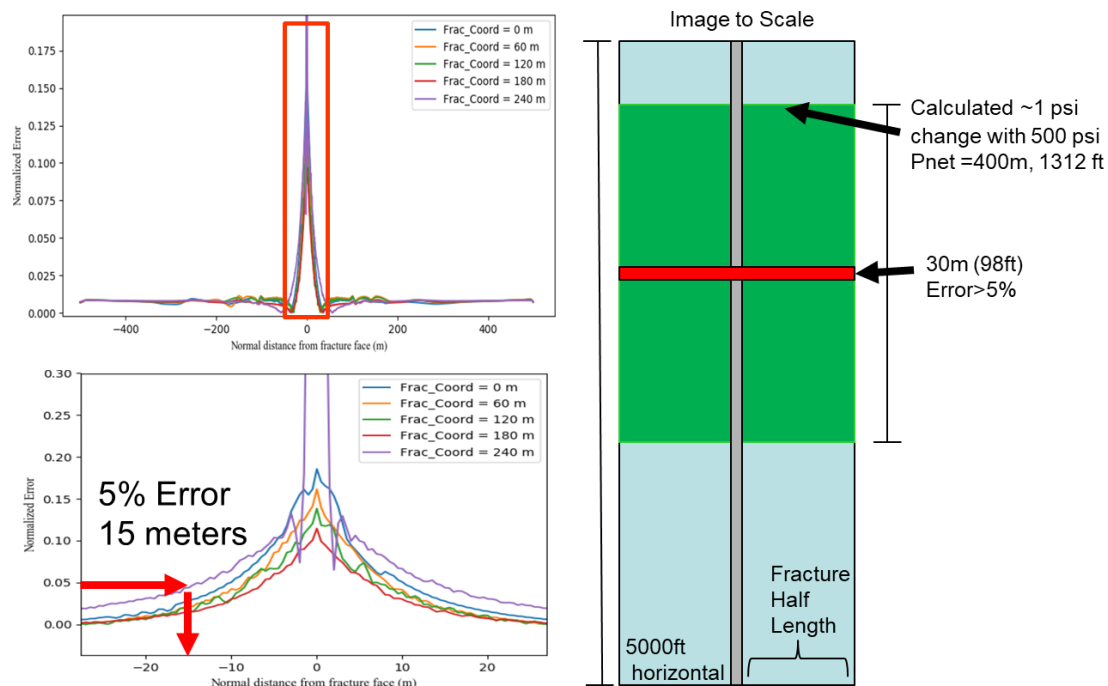 Normalized Error
0.175
0.150
0.125
0.100
0.075
0.050
0.025
0.000
Frac_Coord = 0 m
Frac_Coord = 60 m
Frac_Coord = 120 m
Frac_Coord = 180 m
Frac_Coord = 240 m
−400
−200
0
200
400
Normal distance from fracture face (m)
Normalized Error
0.30
0.25
0.20
0.15
0.10
0.05
0.00
Frac_Coord = 0 m
Frac_Coord = 60 m
Frac_Coord = 120 m
Frac_Coord = 180 m
Frac_Coord = 240 m
5% Error
15 meters
−20
−10
0
10
20
Normal distance from fracture face (m)
Image to Scale
Calculated ~1 psi
change with 500 psi
Pnet =400m, 1312 ft
30m (98ft)
Error>5%
Fracture
Half
Length
5000ft
horizontal